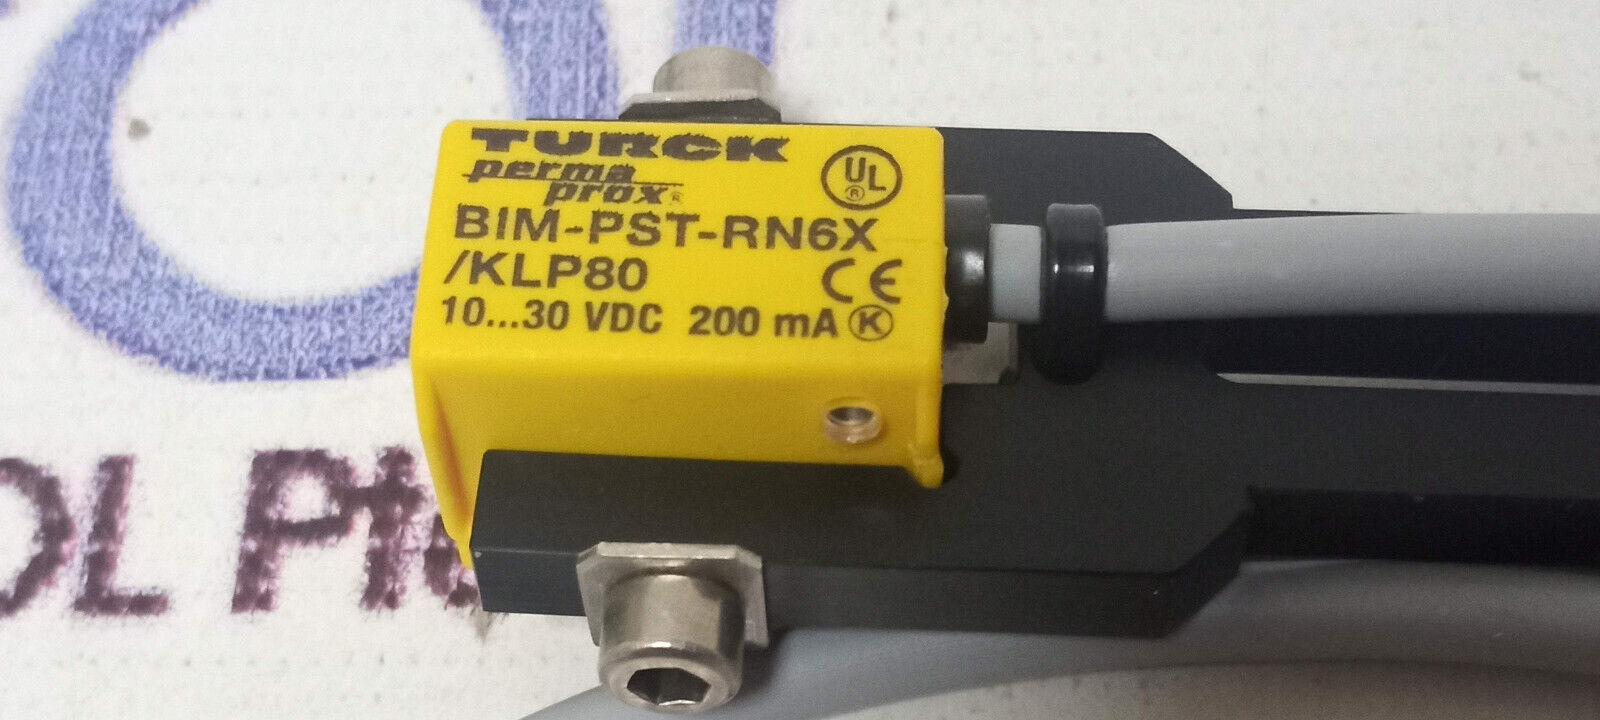 TURCK
perma
prox®
UL®
BIM-PST-RN6X
/KLP80
CE
10...30 VDC 200 mA K